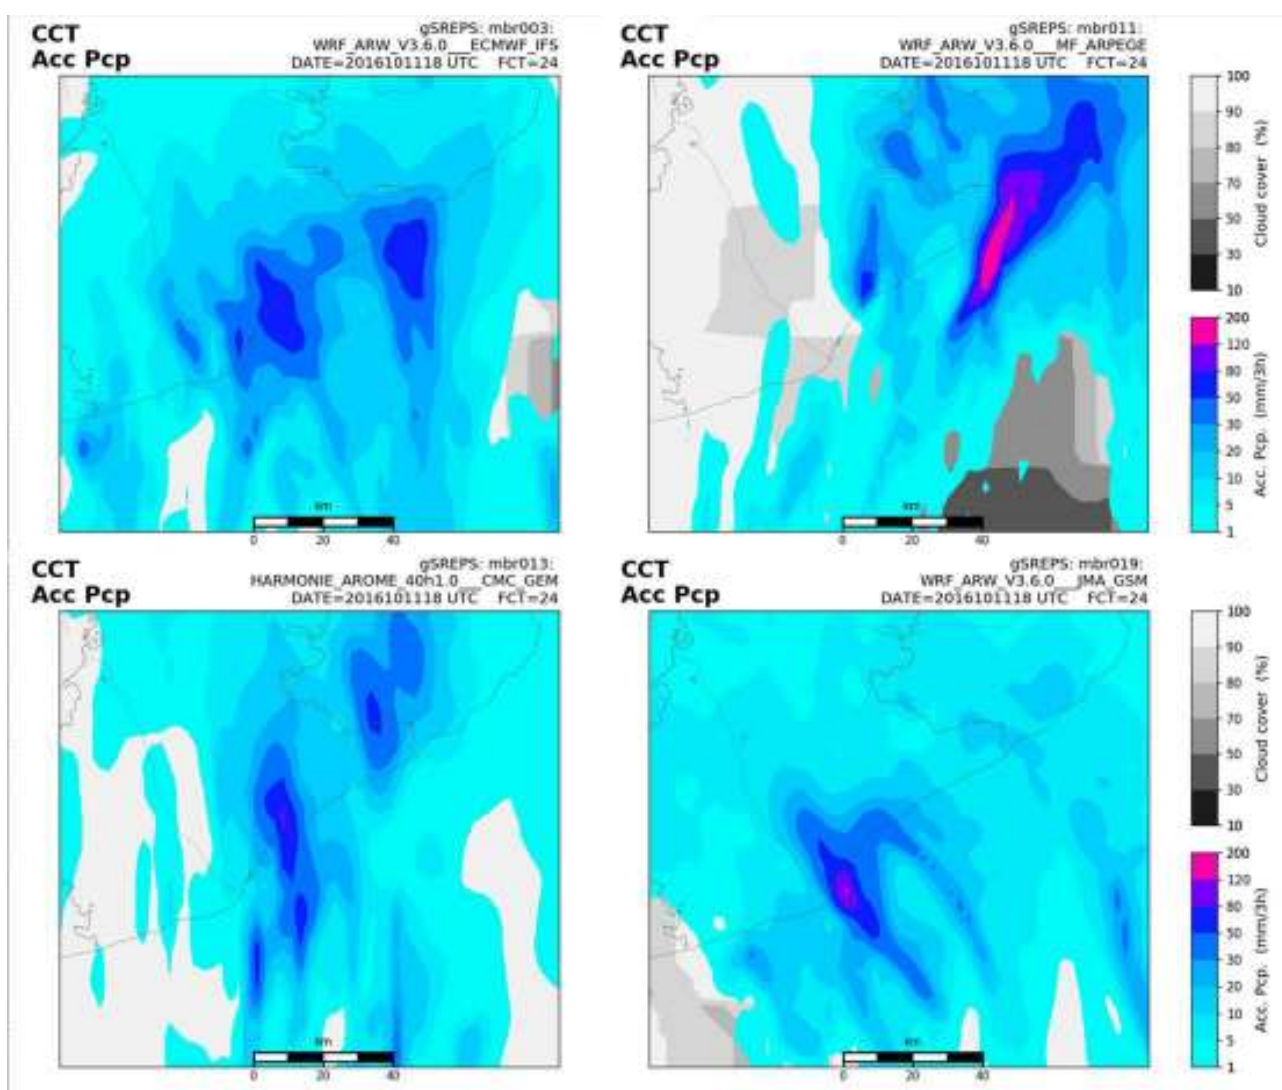 CCT
Acc Pcp
gSREPS: mbr003:
WRF_ARW_V3.6.0___ECMWF_IFS
DATE=2016101118 UTC FCT=24
km
0 20 40
CCT
Acc Pcp
gSREPS: mbr011:
WRF_ARW_V3.6.0___MF_ARPEGE
DATE=2016101118 UTC FCT=24
km
0 20 40
100
90
80
70
50
30
10
Cloud cover (%)
200
120
80
50
30
20
10
5
1
Acc. Pcp. (mm/3h)
CCT
Acc Pcp
gSREPS: mbr013:
HARMONIE_AROME_40h1.0___CMC_GEM
DATE=2016101118 UTC FCT=24
km
0 20 40
CCT
Acc Pcp
gSREPS: mbr019:
WRF_ARW_V3.6.0___JMA_GSM
DATE=2016101118 UTC FCT=24
km
0 20 40
100
90
80
70
50
30
10
Cloud cover (%)
200
120
80
50
30
20
10
5
1
Acc. Pcp. (mm/3h)